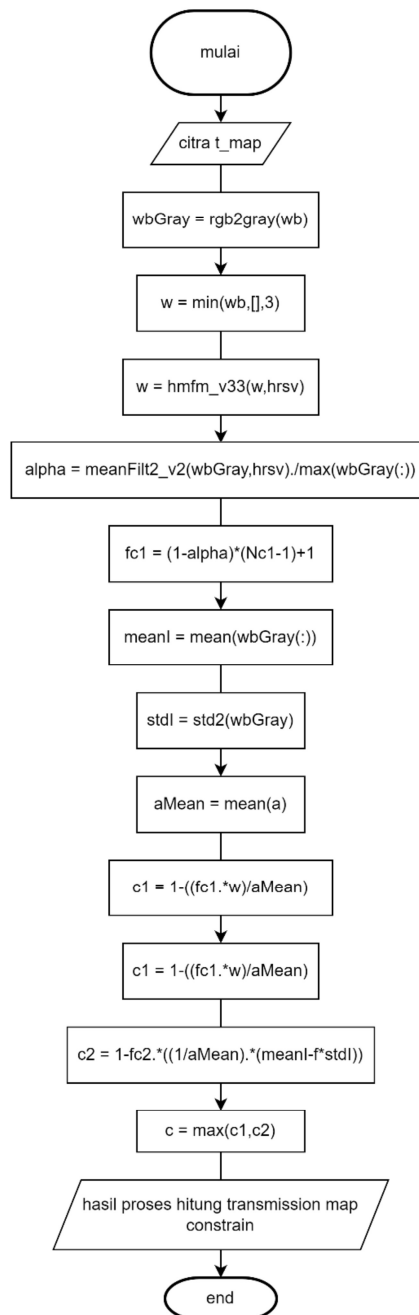 mulai
citra t_map
wbGray = rgb2gray(wb)
w = min(wb,[],3)
w = hmfm_v33(w,hrsv)
alpha = meanFilt2_v2(wbGray,hrsv)./max(wbGray(:))
fc1 = (1-alpha)*(Nc1-1)+1
meanI = mean(wbGray(:))
stdI = std2(wbGray)
aMean = mean(a)
c1 = 1-((fc1.*w)/aMean)
c1 = 1-((fc1.*w)/aMean)
c2 = 1-fc2.*((1/aMean).*(meanI-f*stdI))
c = max(c1,c2)
hasil proses hitung transmission map
constrain
end